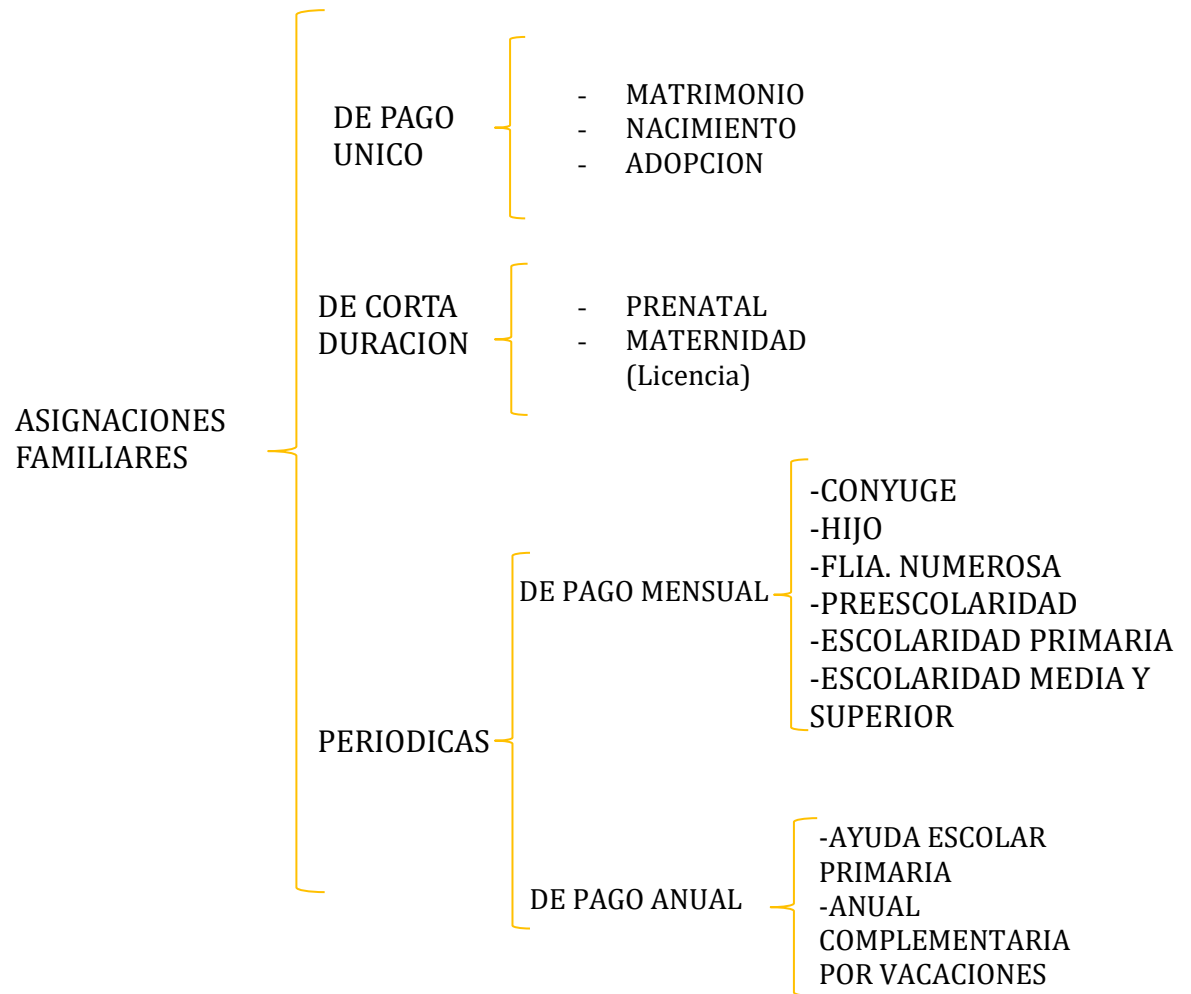 ASIGNACIONES
FAMILIARES
DE PAGO
UNICO
- MATRIMONIO
- NACIMIENTO
- ADOPCION
DE CORTA
DURACION
- PRENATAL
- MATERNIDAD
(Licencia)
PERIODICAS
DE PAGO MENSUAL
-CONYUGE
-HIJO
-FLIA. NUMEROSA
-PREESCOLARIDAD
-ESCOLARIDAD PRIMARIA
-ESCOLARIDAD MEDIA Y
SUPERIOR
DE PAGO ANUAL
-AYUDA ESCOLAR
PRIMARIA
-ANUAL
COMPLEMENTARIA
POR VACACIONES